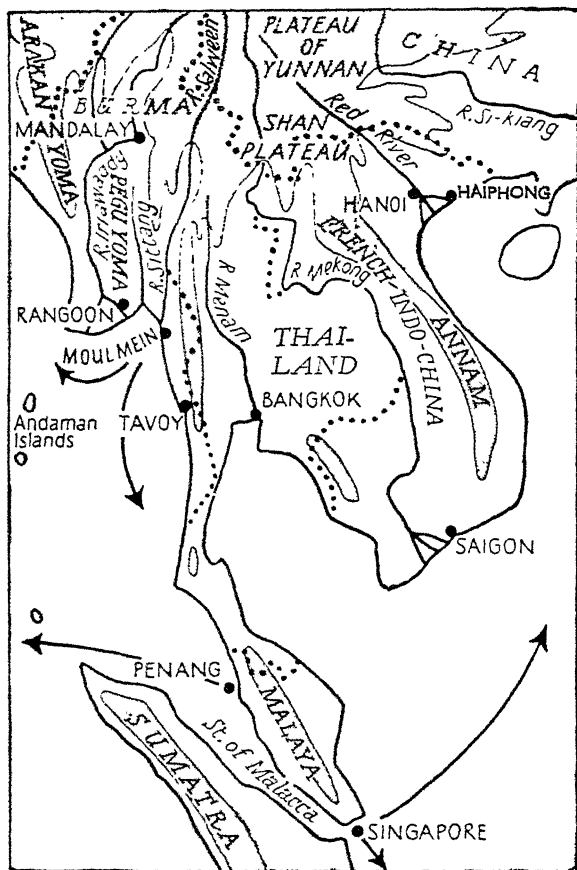 ARAKAN YOMA
BURMA
MANDALAY
R. Irrawaddy
PEGU YOMA
R. Sittang
R. Salween
PLATEAU
OF
YUNNAN
CHINA
R. Si-kiang
SHAN
PLATEAU
Red River
HANOI
HAIPHONG
R. Menam
R. Mekong
FRENCH-INDO-CHINA
ANNAM
RANGOON
MOULMEIN
THAI-
LAND
Andaman
Islands
TAVOY
BANGKOK
SAIGON
PENANG
MALAYA
St. of Malacca
SUMATRA
SINGAPORE